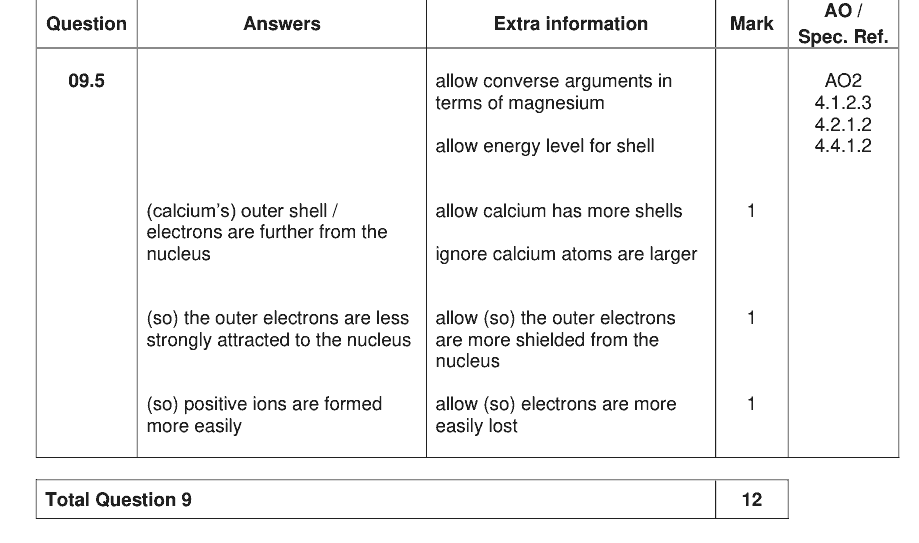 Question Answers Extra information Mark AO /
Spec. Ref.
09.5 allow converse arguments in AO2
terms of magnesium 4.1.2.3
4.2.1.2
allow energy level for shell 4.4.1.2
(calcium's) outer shell / allow calcium has more shells 1
electrons are further from the
nucleus ignore calcium atoms are larger
(so) the outer electrons are less allow (so) the outer electrons 1
strongly attracted to the nucleus are more shielded from the
nucleus
(so) positive ions are formed allow (so) electrons are more 1
more easily easily lost
Total Question 9 12